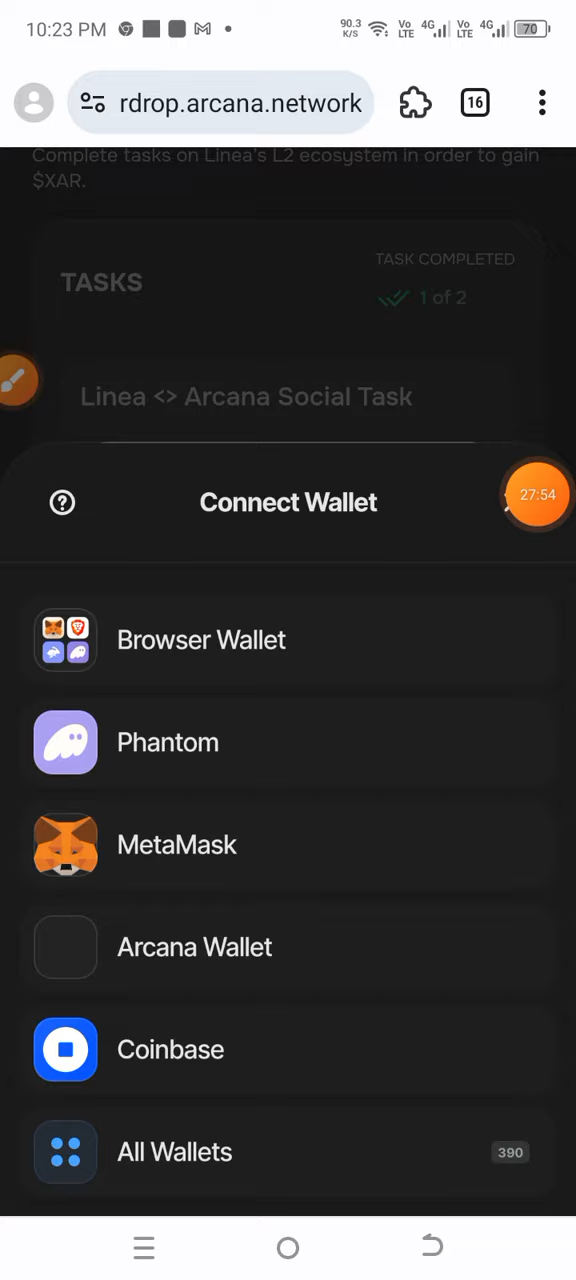 10:23 PM
90.3 K/S
Vo LTE 4G Vo LTE 4G 70
rdrop.arcana.network
16
Complete tasks on Linea's L2 ecosystem in order to gain
$XAR.
TASKS
TASK COMPLETED
1 of 2
Linea <> Arcana Social Task
Connect Wallet
27:54
Browser Wallet
Phantom
MetaMask
Arcana Wallet
Coinbase
All Wallets
390